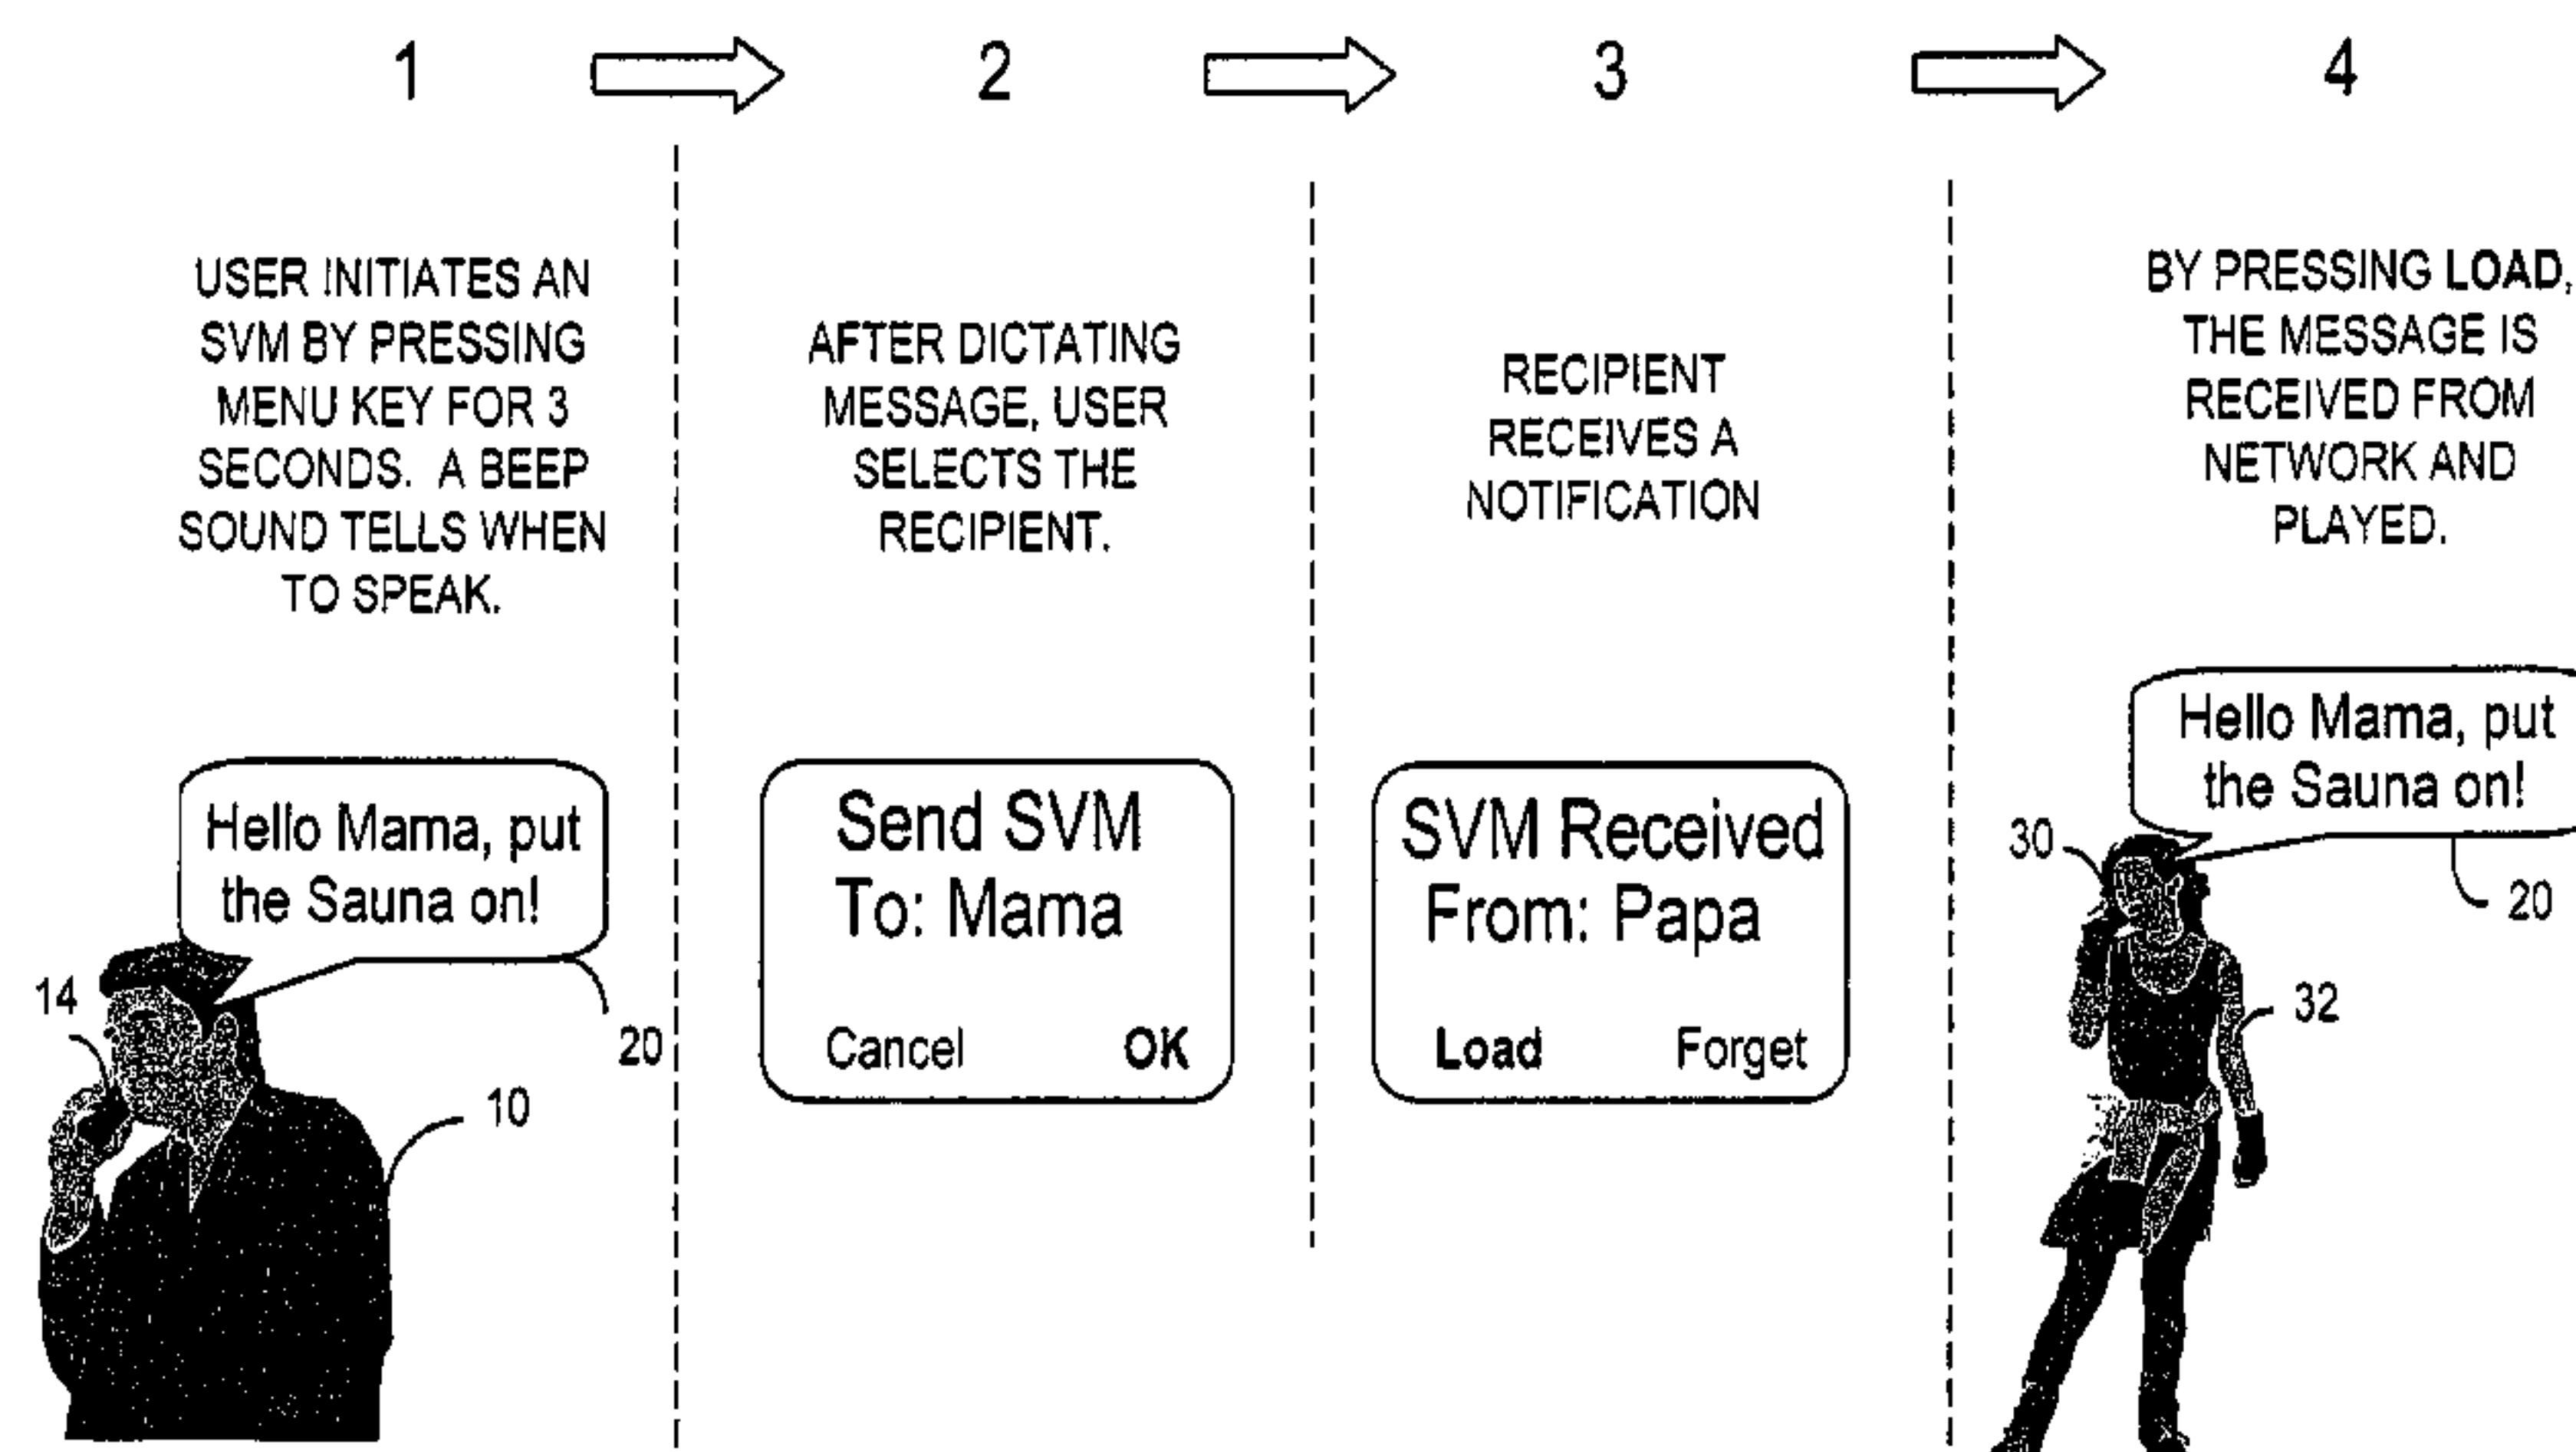 1
2
3
4
USER INITIATES AN
SVM BY PRESSING
MENU KEY FOR 3
SECONDS. A BEEP
SOUND TELLS WHEN
TO SPEAK.
AFTER DICTATING
MESSAGE, USER
SELECTS THE
RECIPIENT.
RECIPIENT
RECEIVES A
NOTIFICATION
BY PRESSING LOAD,
THE MESSAGE IS
RECEIVED FROM
NETWORK AND
PLAYED.
Hello Mama, put
the Sauna on!
14
20
10
Send SVM
To: Mama
Cancel OK
SVM Received
From: Papa
Load Forget
Hello Mama, put
the Sauna on!
30
20
32